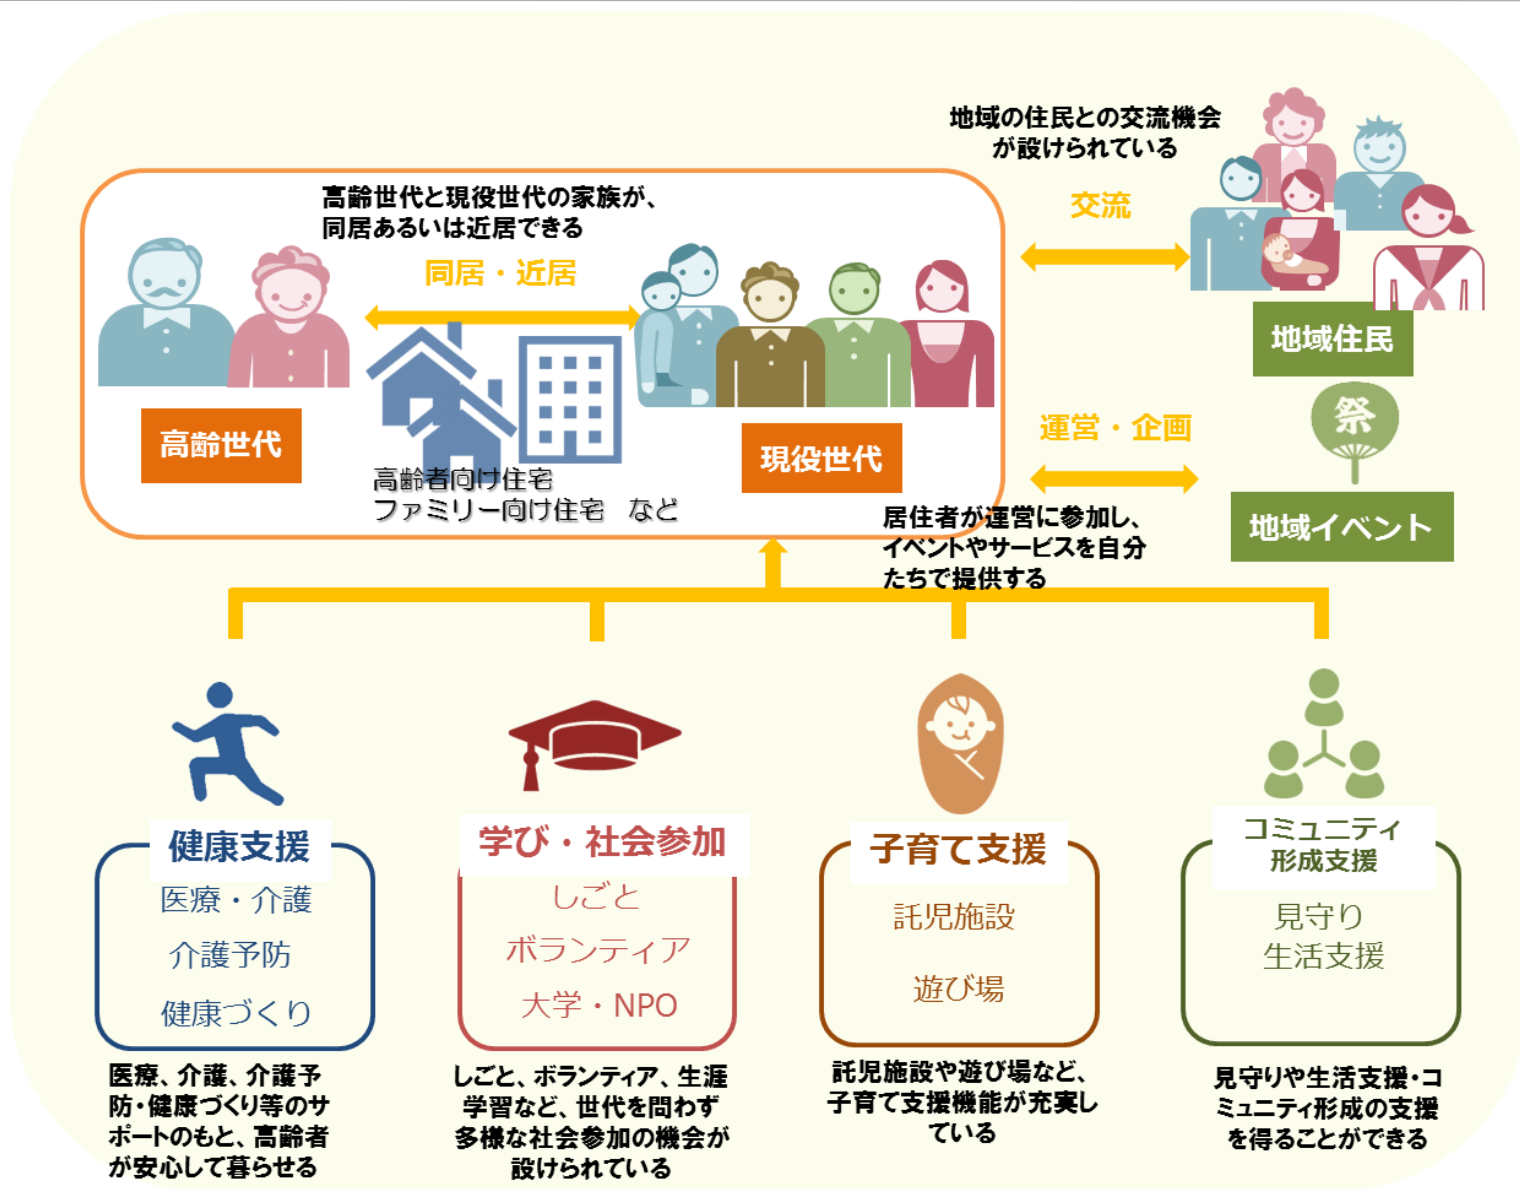 地域の住民との交流機会
が設けられている
交流
高齢世代と現役世代の家族が、
同居あるいは近居できる
同居・近居
地域住民
高齢世代
現役世代
高齢者向け住宅
ファミリー向け住宅　など
運営・企画
祭
居住者が運営に参加し、
イベントやサービスを自分
たちで提供する
地域イベント
健康支援
医療・介護
介護予防
健康づくり
医療、介護、介護予
防・健康づくり等のサ
ポートのもと、高齢者
が安心して暮らせる
学び・社会参加
しごと
ボランティア
大学・NPO
しごと、ボランティア、生涯
学習など、世代を問わず
多様な社会参加の機会が
設けられている
子育て支援
託児施設
遊び場
託児施設や遊び場など、
子育て支援機能が充実し
ている
コミュニティ
形成支援
見守り
生活支援
見守りや生活支援・コ
ミュニティ形成の支援
を得ることができる